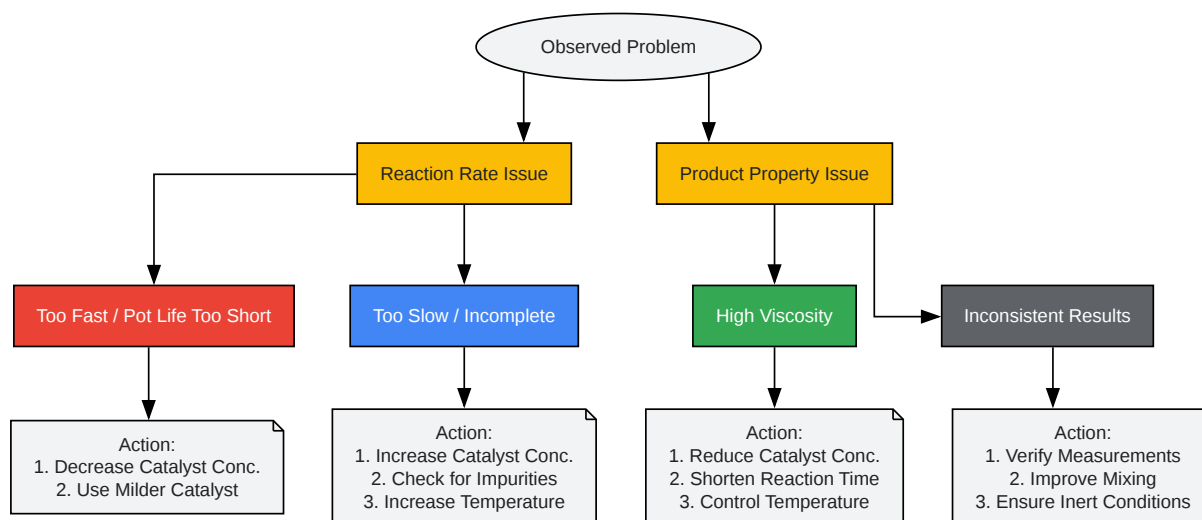 Observed Problem
Reaction Rate Issue
Product Property Issue
Too Fast / Pot Life Too Short
Too Slow / Incomplete
High Viscosity
Inconsistent Results
Action:
1. Decrease Catalyst Conc.
2. Use Milder Catalyst
Action:
1. Increase Catalyst Conc.
2. Check for Impurities
3. Increase Temperature
Action:
1. Reduce Catalyst Conc.
2. Shorten Reaction Time
3. Control Temperature
Action:
1. Verify Measurements
2. Improve Mixing
3. Ensure Inert Conditions